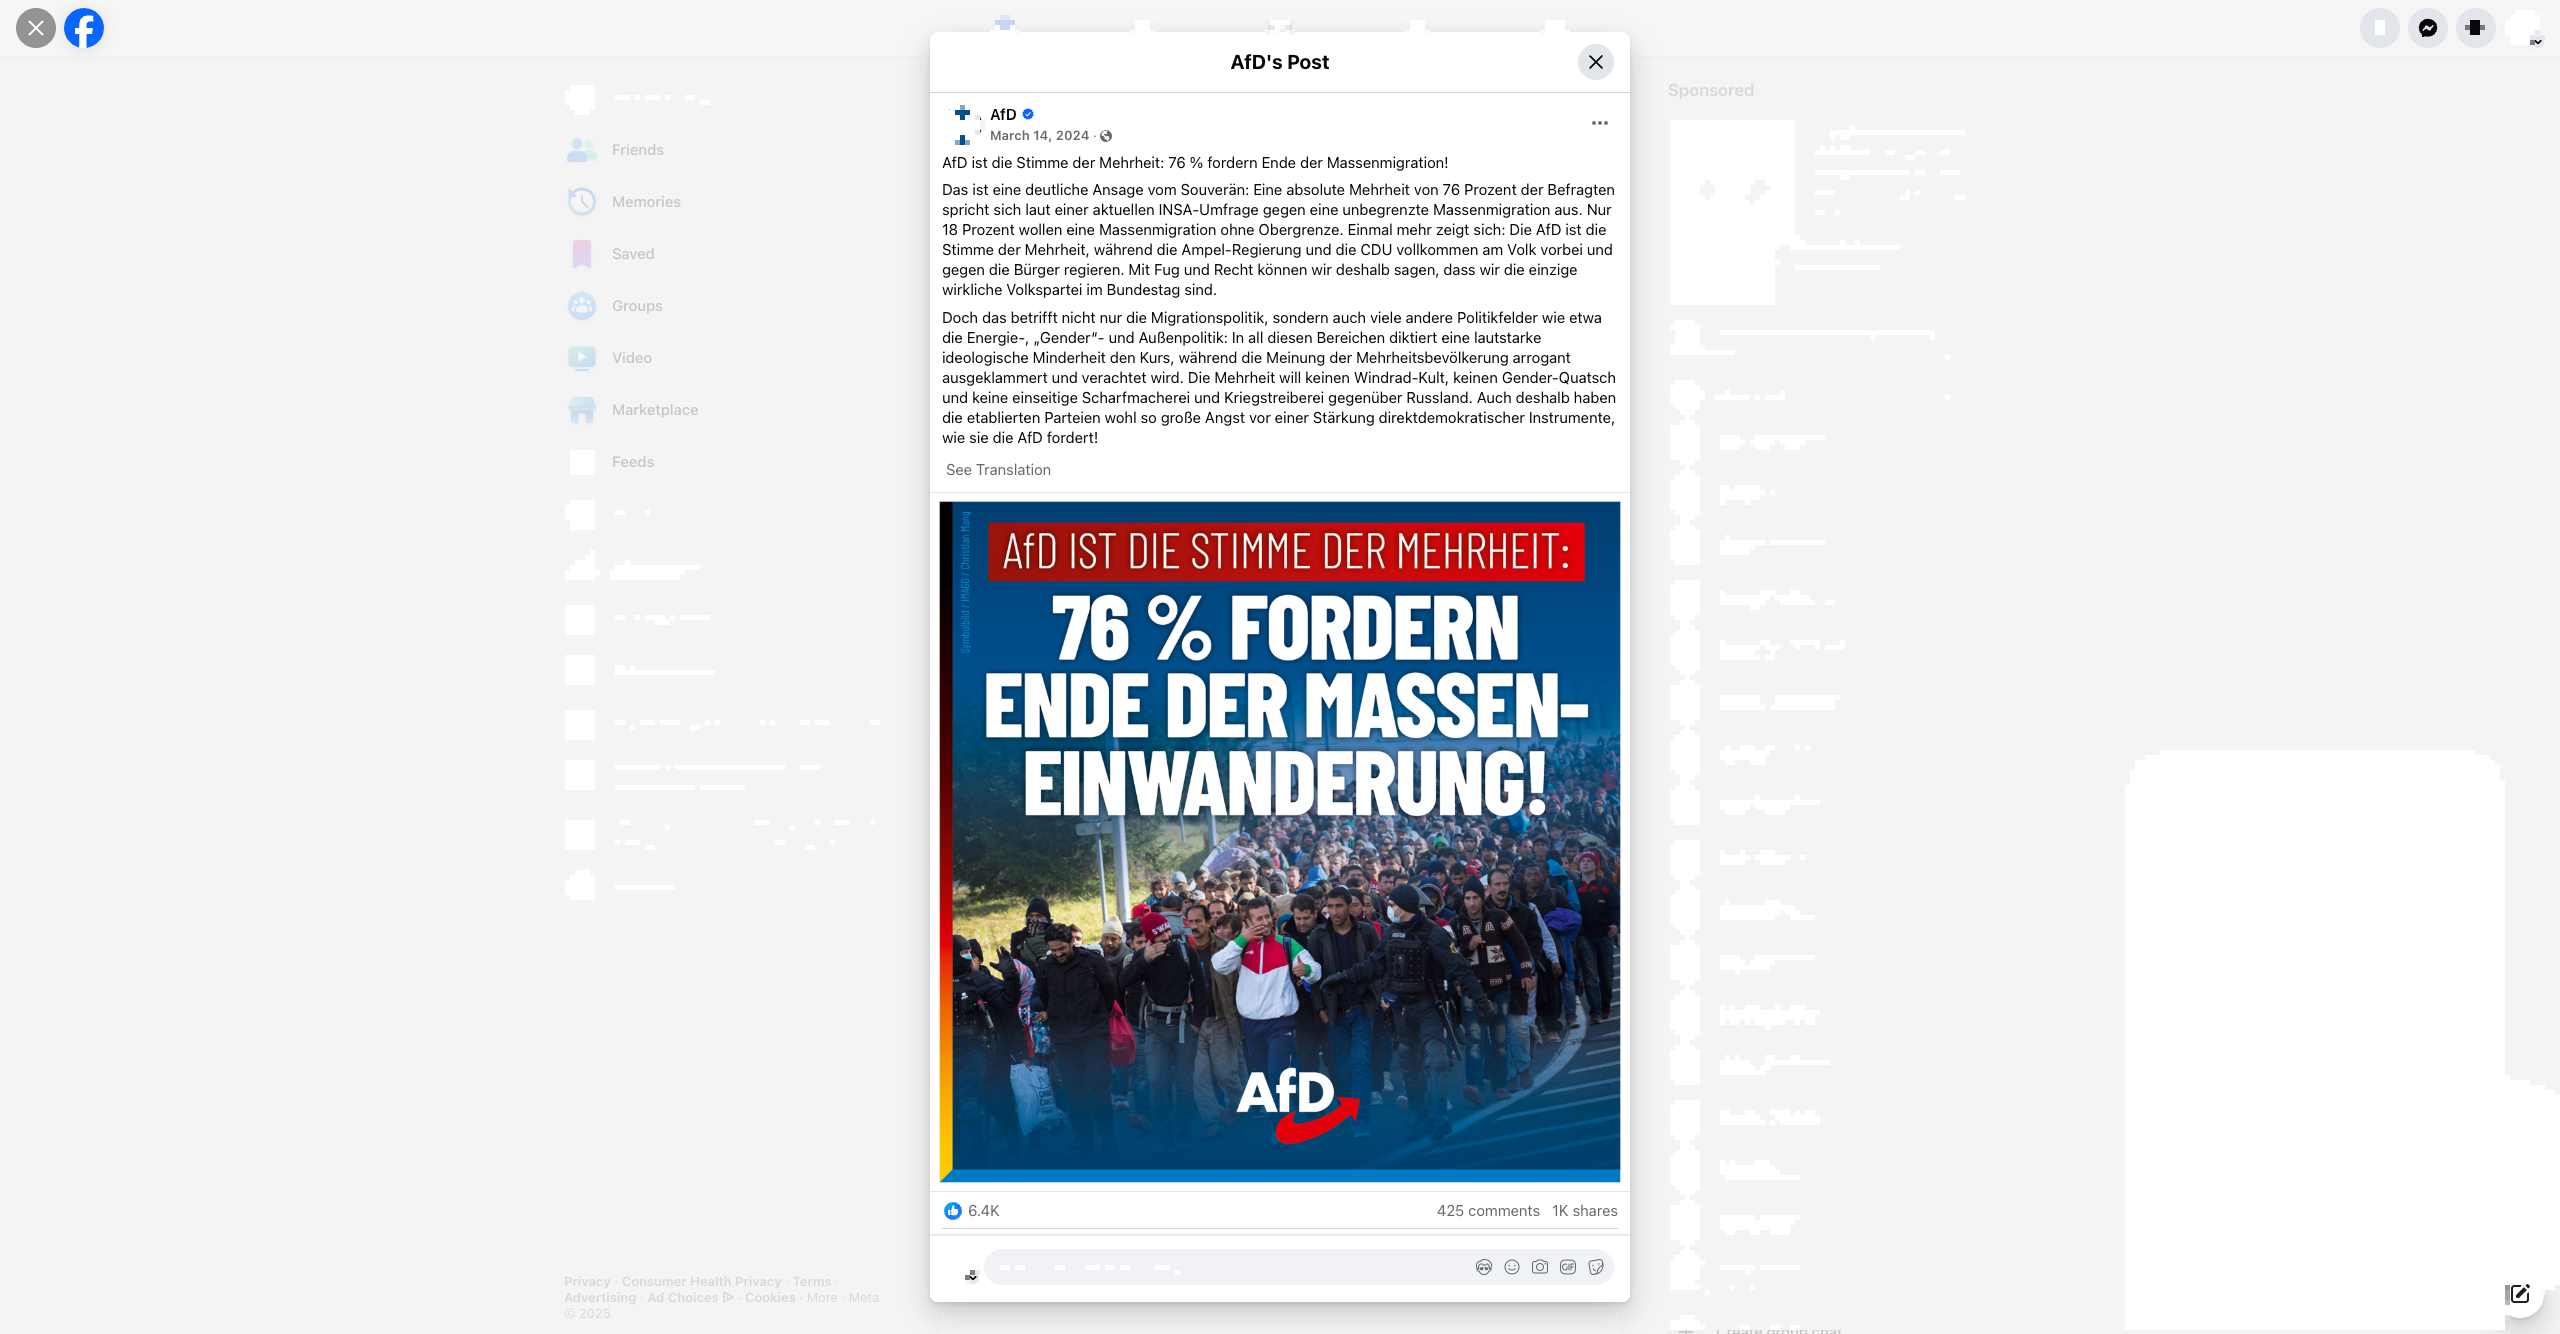 AfD's Post
AfD
March 14, 2024 ·
AfD ist die Stimme der Mehrheit: 76 % fordern Ende der Massenmigration!
Das ist eine deutliche Ansage vom Souverän: Eine absolute Mehrheit von 76 Prozent der Befragten
spricht sich laut einer aktuellen INSA-Umfrage gegen eine unbegrenzte Massenmigration aus. Nur
18 Prozent wollen eine Massenmigration ohne Obergrenze. Einmal mehr zeigt sich: Die AfD ist die
Stimme der Mehrheit, während die Ampel-Regierung und die CDU vollkommen am Volk vorbei und
gegen die Bürger regieren. Mit Fug und Recht können wir deshalb sagen, dass wir die einzige
wirkliche Volkspartei im Bundestag sind.
Doch das betrifft nicht nur die Migrationspolitik, sondern auch viele andere Politikfelder wie etwa
die Energie-, „Gender“- und Außenpolitik: In all diesen Bereichen diktiert eine lautstarke
ideologische Minderheit den Kurs, während die Meinung der Mehrheitsbevölkerung arrogant
ausgeklammert und verachtet wird. Die Mehrheit will keinen Windrad-Kult, keinen Gender-Quatsch
und keine einseitige Scharfmacherei und Kriegstreiberei gegenüber Russland. Auch deshalb haben
die etablierten Parteien wohl so große Angst vor einer Stärkung direktdemokratischer Instrumente,
wie sie die AfD fordert!
See Translation
Symbolbild / IMAGO / Christian Mang
AfD IST DIE STIMME DER MEHRHEIT:
76 % FORDERN
ENDE DER MASSEN-
EINWANDERUNG!
AfD
6.4K
425 comments 1K shares
GIF
Friends
Memories
Saved
Groups
Video
Marketplace
Feeds
Privacy · Consumer Health Privacy · Terms ·
Advertising · Ad Choices · Cookies · More · Meta
© 2025
Sponsored
Create group chat